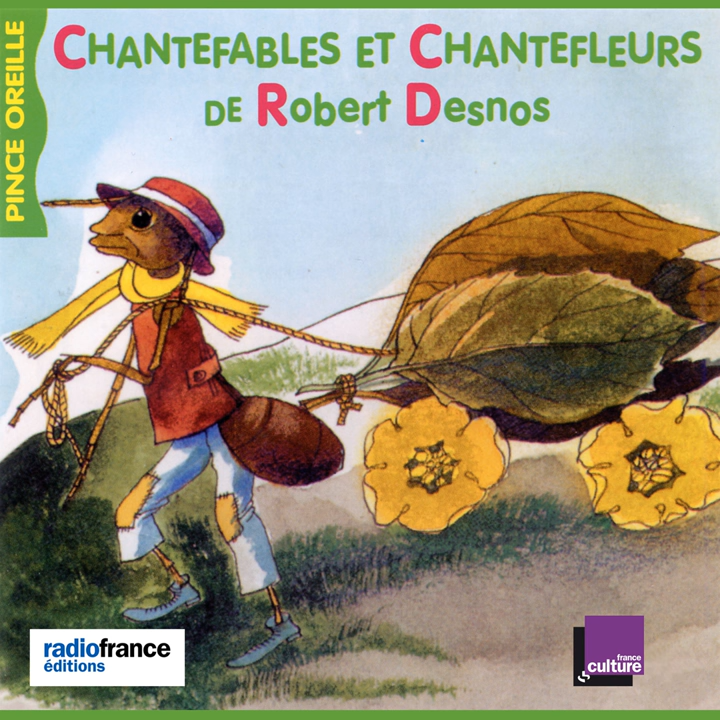 PINCE OREILLE
CHANTEFABLES ET CHANTEFLEURS
DE Robert Desnos
radiofrance
éditions
france
culture